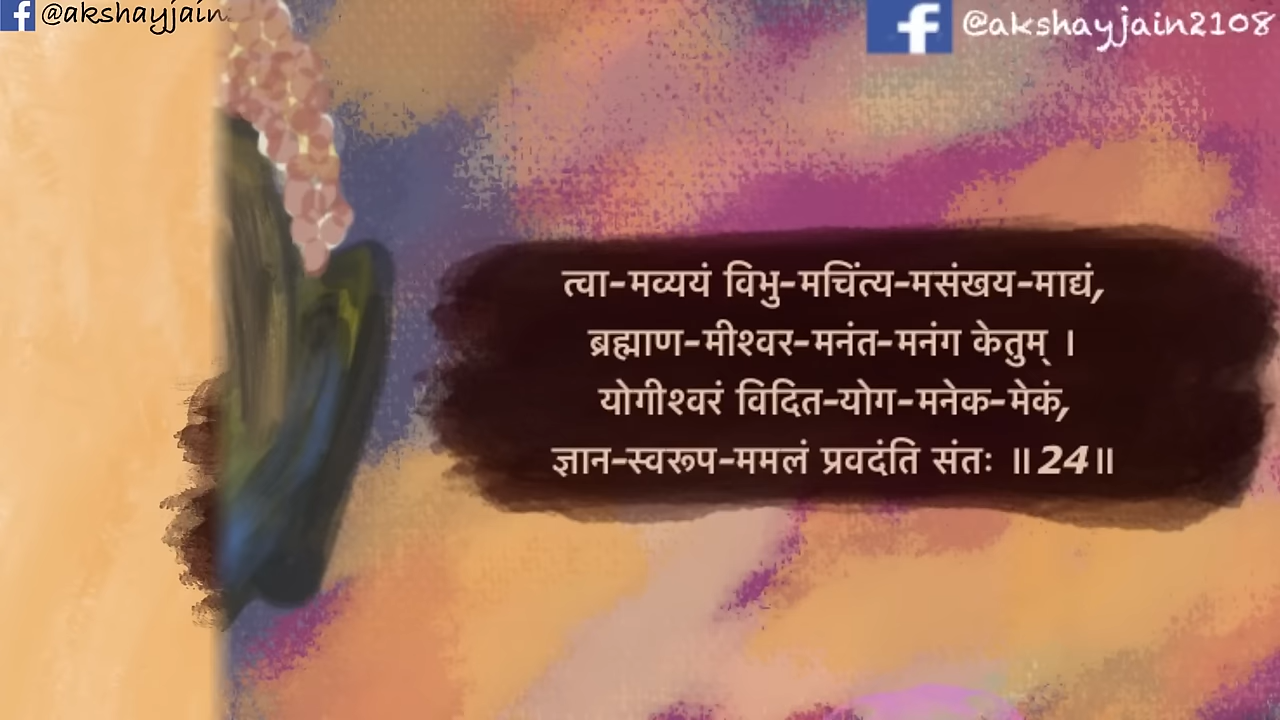 @akshayjain
@akshayjain2108
त्वा-मव्ययं विभु-मचिंत्य-मसंखय-माद्यं,
ब्रह्माण-मीश्वर-मनंत-मनंग केतुम् ।
योगीश्वरं विदित-योग-मनेक-मेकं,
ज्ञान-स्वरूप-ममलं प्रवदंति संतः ॥24॥